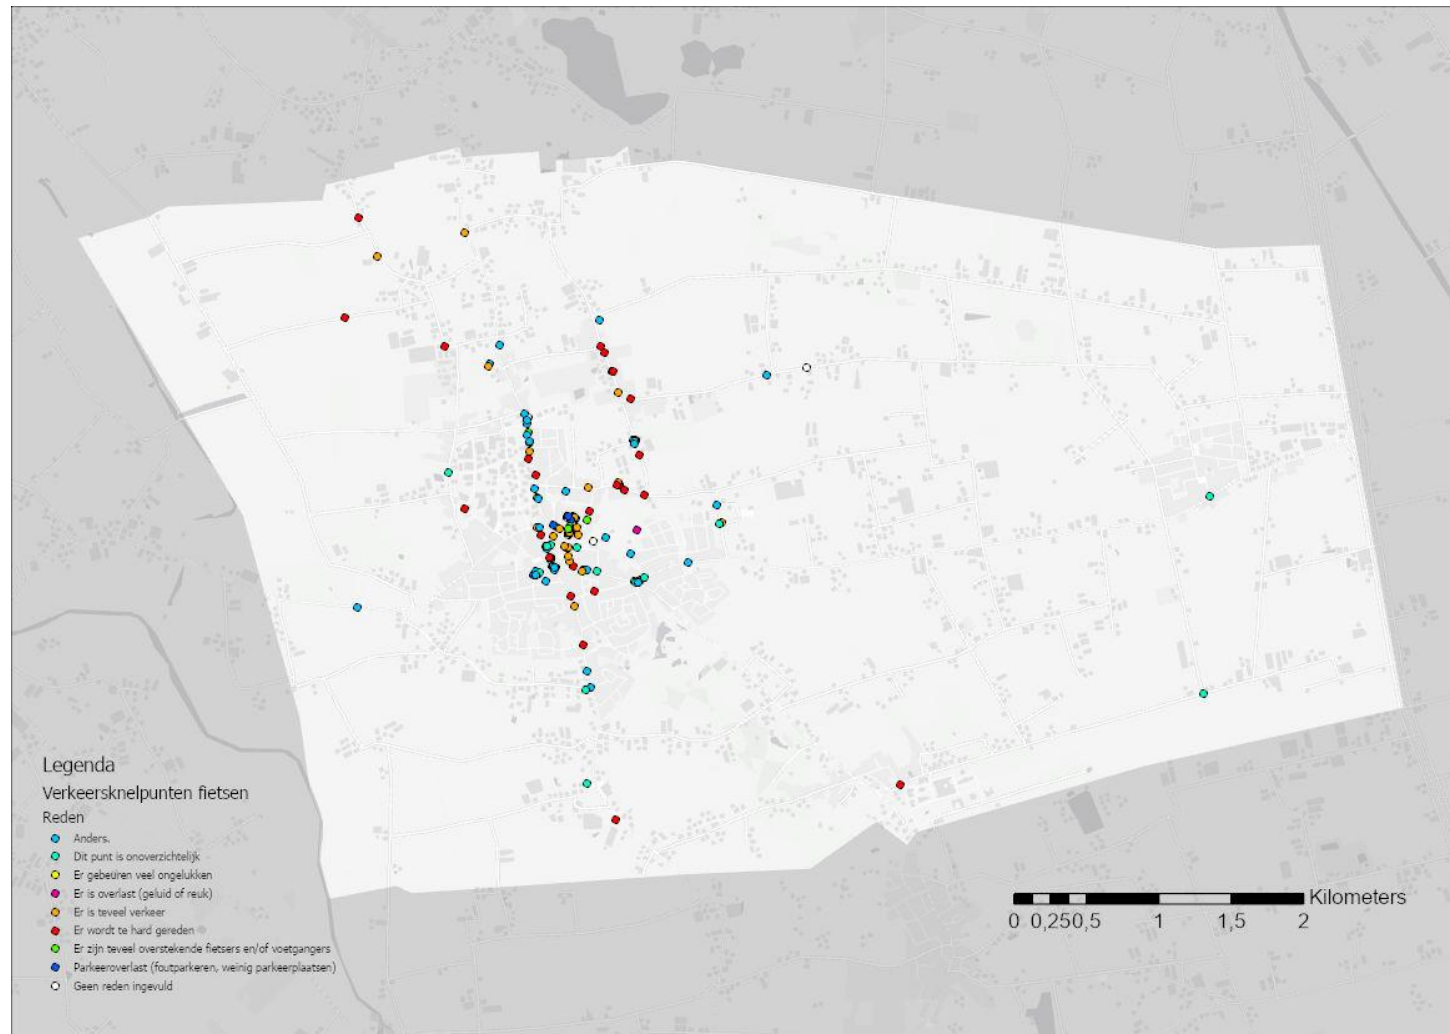 Legenda
Verkeersknelpunten fietsen
Reden
Anders.
Dit punt is onoverzichtelijk
Er gebeuren veel ongelukken
Er is overlast (geluid of reuk)
Er is teveel verkeer
Er wordt te hard gereden
Er zijn teveel overstekende fietsers en/of voetgangers
Parkeeroverlast (foutparkeren, weinig parkeerplaatsen)
Geen reden ingevuld
Kilometers
0 0,250,5 1 1,5 2